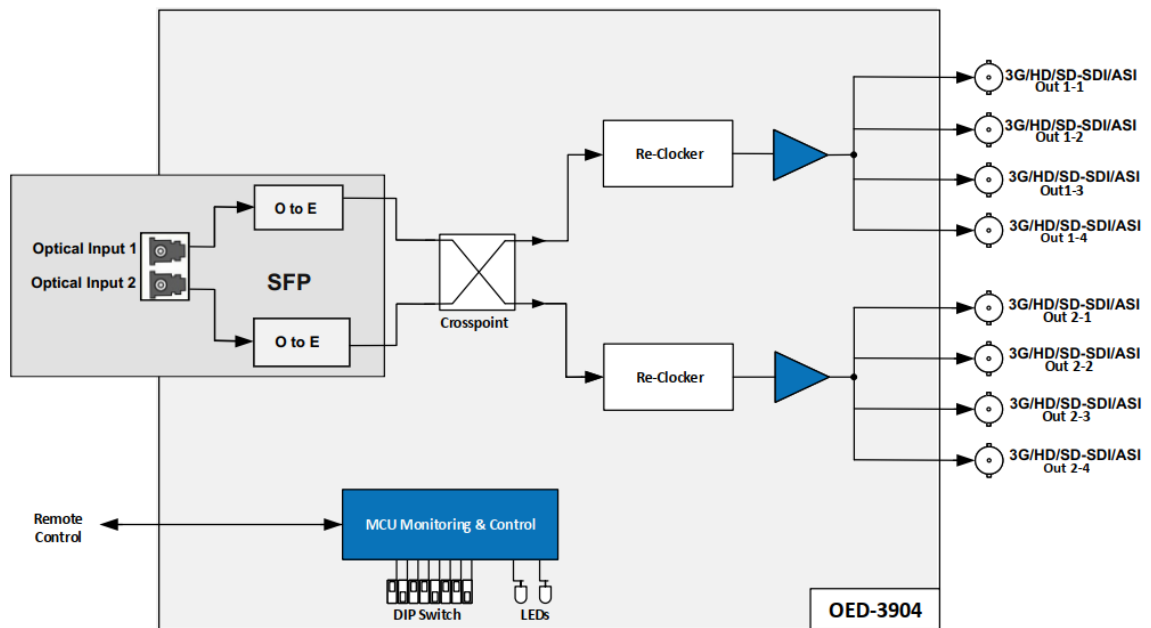 3G/HD/SD-SDI/ASI
Out 1-1
3G/HD/SD-SDI/ASI
Out 1-2
Re-Clocker
3G/HD/SD-SDI/ASI
Out1-3
O to E
3G/HD/SD-SDI/ASI
Out 1-4
Optical Input 1
Optical Input 2
SFP
Crosspoint
3G/HD/SD-SDI/ASI
Out 2-1
O to E
3G/HD/SD-SDI/ASI
Out 2-2
Re-Clocker
3G/HD/SD-SDI/ASI
Out 2-3
3G/HD/SD-SDI/ASI
Out 2-4
Remote
Control
MCU Monitoring & Control
DIP Switch
LEDs
OED-3904